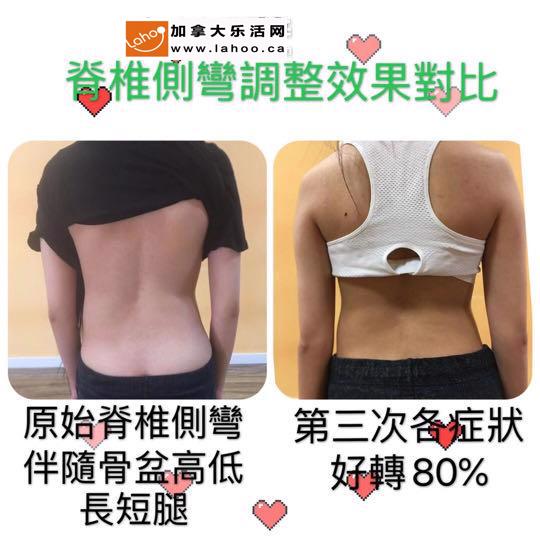 Lahoo
加拿大乐活网
www.lahoo.ca
脊椎側彎調整效果對比
原始脊椎側彎
伴隨骨盆高低
長短腿
第三次各症狀
好轉80%